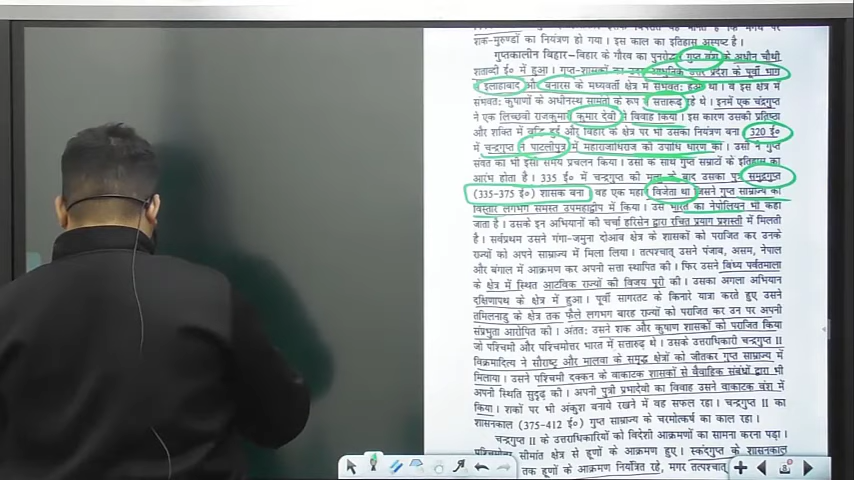 शक-मुरुण्डों का नियंत्रण हो गया । इस काल का इतिहास अस्पष्ट है ।
गुप्तकालीन बिहार-बिहार के गौरव का पुनरोदय गुप्त वंश के अधीन चौथी
शताब्दी ई० में हुआ । गुप्त-शासकों का उदय आधुनिक उत्तर प्रदेश के पूर्वी भाग
इलाहाबाद और बनारस के मध्यवर्ती क्षेत्र में संभवत: हुआ था । वे इस क्षेत्र में
संभवत: कुषाणों के अधीनस्थ सामंतों के रूप में सत्तारूढ़ रहे थे । इनमें एक चंद्रगुप्त
ने एक लिच्छवी राजकुमारी कुमार देवी से विवाह किया । इस कारण उसकी प्रतिष्ठा
और शक्ति में वृद्धि हुई और बिहार के क्षेत्र पर भी उसका नियंत्रण बना 320 ई०
में चन्द्रगुप्त ने पाटलीपुत्र में महाराजाधिराज की उपाधि धारण की । उसी ने गुप्त
संवत का भी इसी समय प्रचलन किया । उसी के साथ गुप्त सम्राटों के इतिहास का
आरंभ होता है । 335 ई० में चन्द्रगुप्त की मृत्यु के बाद उसका पुत्र समुद्रगुप्त
(335-375 ई०) शासक बना वह एक महा विजेता था जिसने गुप्त साम्राज्य का
विस्तार लगभग समस्त उपमहाद्वीप में किया । उसे भारत का नेपोलियन भी कहा
जाता है । उसके इन अभियानों की चर्चा हरिसेन द्वारा रचित प्रयाग प्रशस्ती में मिलती
है । सर्वप्रथम उसने गंगा-जमुना दोआब क्षेत्र के शासकों को पराजित कर उनके
राज्यों को अपने साम्राज्य में मिला लिया । तत्पश्चात् उसने पंजाब, असम, नेपाल
और बंगाल में आक्रमण कर अपनी सत्ता स्थापित की । फिर उसने विंध्य पर्वतमाला
के क्षेत्र में स्थित आटविक राज्यों की विजय पूरी की । उसका अगला अभियान
दक्षिणापथ के क्षेत्र में हुआ । पूर्वी सागरतट के किनारे यात्रा करते हुए उसने
तमिलनाडु के क्षेत्र तक फैले लगभग बारह राज्यों को पराजित कर उन पर अपनी
संप्रभुता आरोपित की । अंतत: उसने शक और कुषाण शासकों को पराजित किया
जो पश्चिमी और पश्चिमोत्तर भारत में सत्तारूढ़ थे । उसके उत्तराधिकारी चन्द्रगुप्त II
विक्रमादित्य ने सौराष्ट्र और मालवा के समृद्ध क्षेत्रों को जीतकर गुप्त साम्राज्य में
मिलाया । उसने पश्चिमी दक्कन के वाकाटक शासकों से वैवाहिक संबंधों द्वारा भी
अपनी स्थिति सुदृढ़ की । अपनी पुत्री प्रभादेवी का विवाह उसने वाकाटक वंश में
किया । शकों पर भी अंकुश बनाये रखने में वह सफल रहा । चन्द्रगुप्त II का
शासनकाल (375-412 ई०) गुप्त साम्राज्य के चरमोत्कर्ष का काल रहा ।
चन्द्रगुप्त II के उत्तराधिकारियों को विदेशी आक्रमणों का सामना करना पड़ा ।
पश्चिमोत्तर सीमांत क्षेत्र से हूणों के आक्रमण हुए । स्कंदगुप्त के शासनकाल
तक हूणों के आक्रमण नियंत्रित रहे, मगर तत्पश्चात्